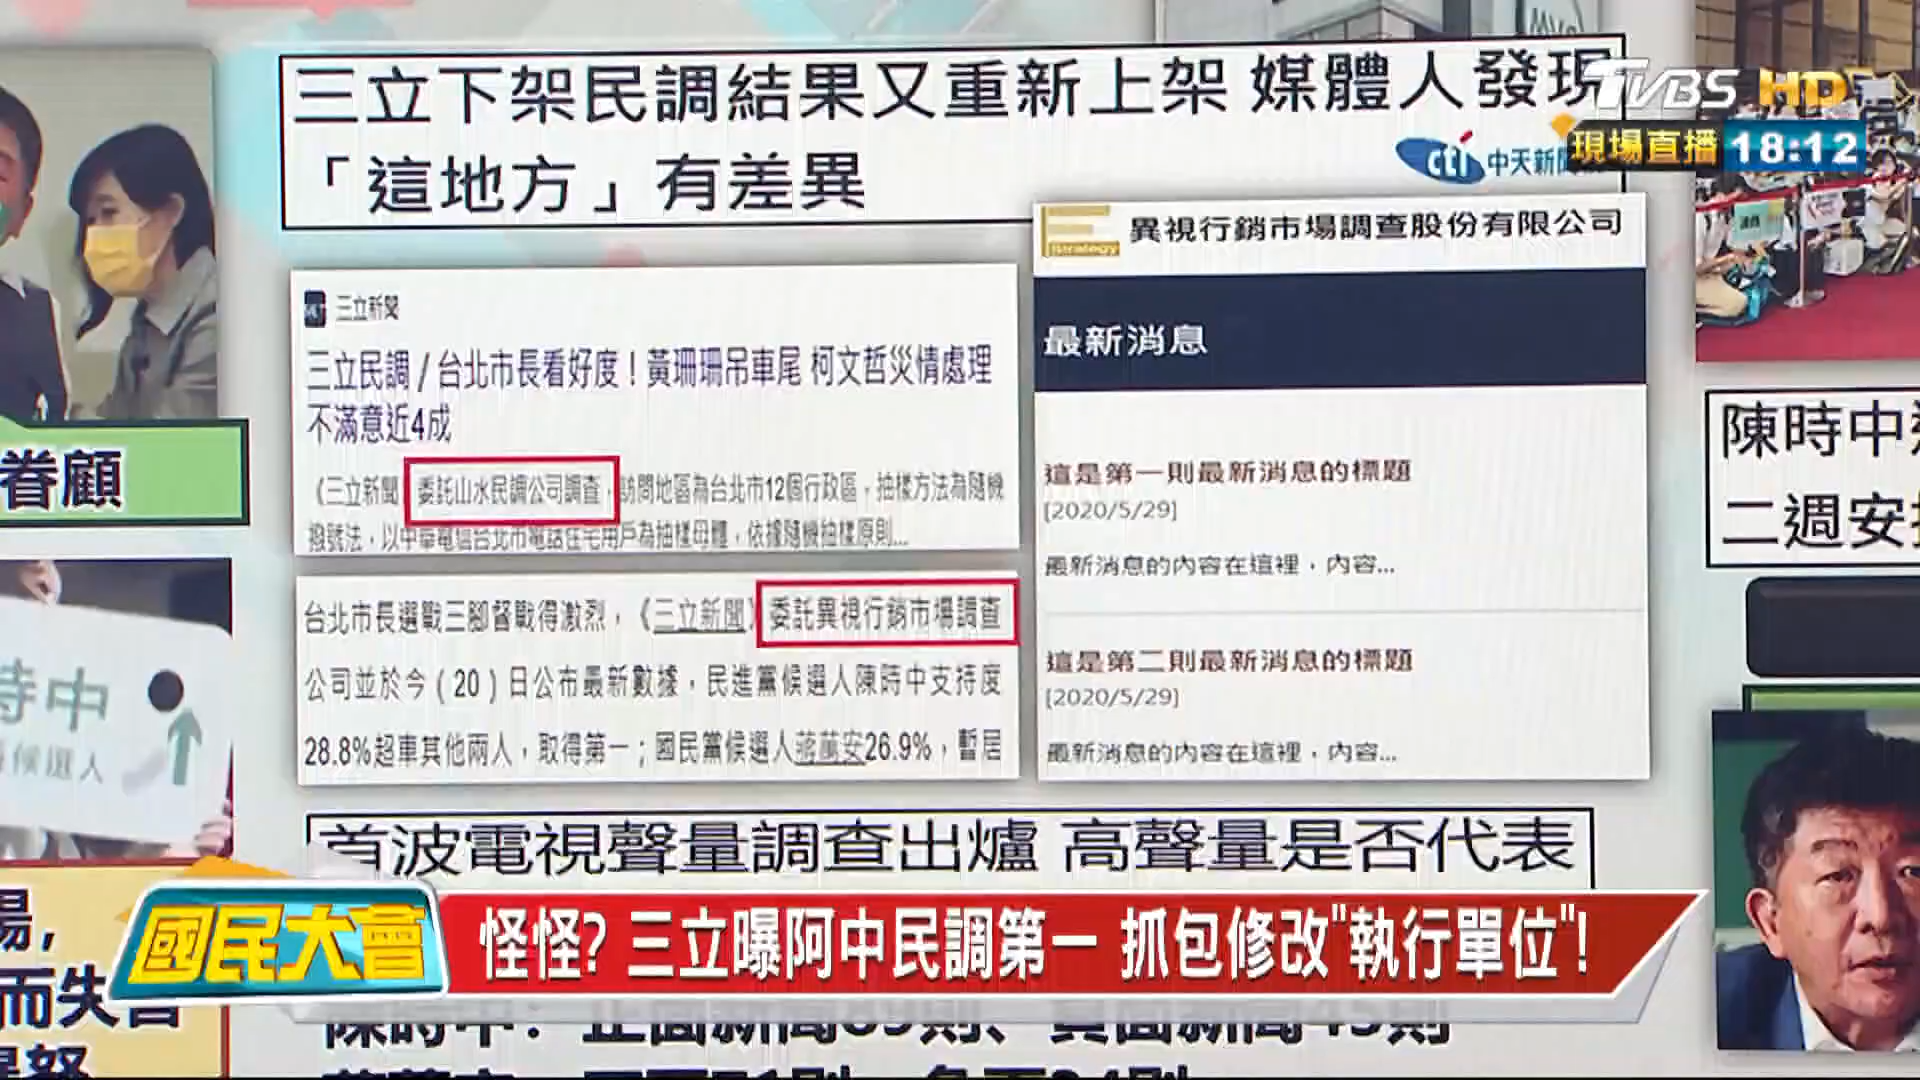 三立下架民調結果又重新上架 媒體人發現
「這地方」有差異
TVBS HD
現場直播 18:12
cti 中天新聞
眷顧
三立新聞
三立民調/台北市長看好度!黃珊珊吊車尾 柯文哲災情處理
不滿意近4成
《三立新聞 委託山水民調公司調查,訪問地區為台北市12個行政區,抽樣方法為隨機
撥號法,以中華電信台北市電話住宅用戶為抽樣母體,依據隨機抽樣原則...
台北市長選戰三腳督戰得激烈,《三立新聞》委託異視行銷市場調查
公司並於今(20)日公布最新數據,民進黨候選人陳時中支持度
28.8%超車其他兩人,取得第一;國民黨候選人蔣萬安26.9%,暫居
Strategy
異視行銷市場調查股份有限公司
最新消息
這是第一則最新消息的標題
[2020/5/29]
最新消息的內容在這裡,內容...
這是第二則最新消息的標題
[2020/5/29]
最新消息的內容在這裡,內容...
陳時中
二週安
時中
候選人
首波電視聲量調查出爐 高聲量是否代表
國民大會
怪怪? 三立曝阿中民調第一 抓包修改"執行單位"!
而失